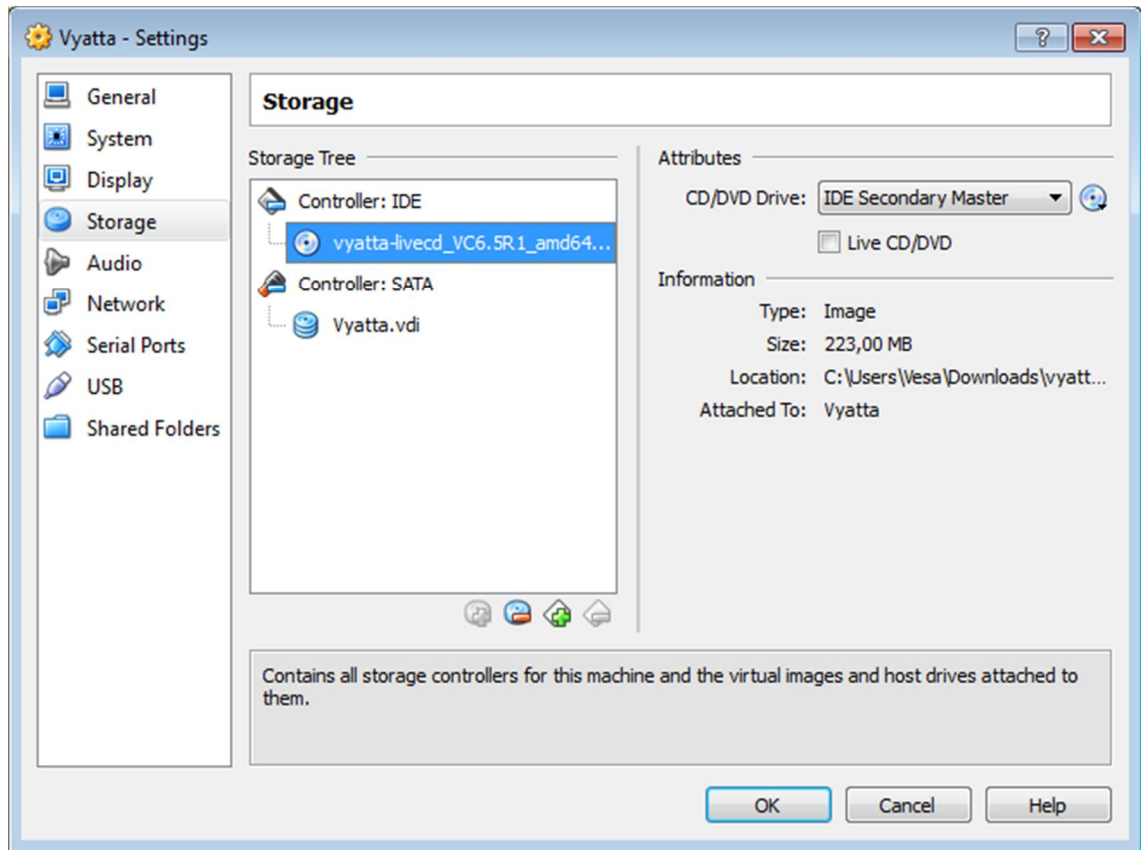 Vyatta - Settings
General
System
Display
Storage
Audio
Network
Serial Ports
USB
Shared Folders
Storage
Storage Tree
Controller: IDE
vyatta-livecd_VC6.5R1_amd64...
Controller: SATA
Vyatta.vdi
Attributes
CD/DVD Drive: IDE Secondary Master
Live CD/DVD
Information
Type: Image
Size: 223,00 MB
Location: C:\Users\Vesa\Downloads\vyatt...
Attached To: Vyatta
Contains all storage controllers for this machine and the virtual images and host drives attached to
them.
OK Cancel Help